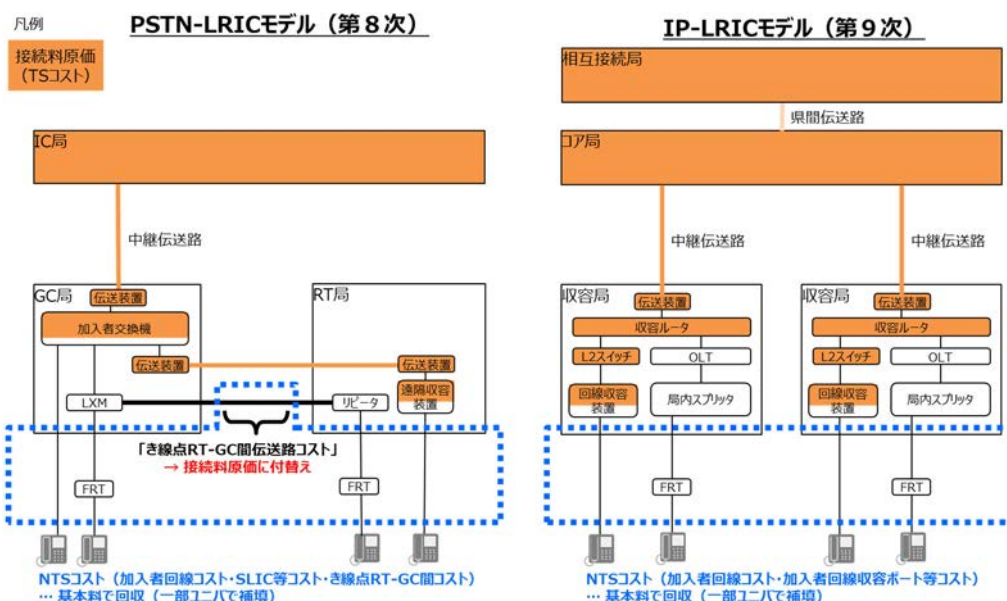 凡例
PSTN-LRICモデル（第８次）
接続料原価
（TSコスト）
IC局
中継伝送路
GC局
伝送装置
加入者交換機
伝送装置
LXM
RT局
伝送装置
遠隔収容
装置
リピータ
「き線点RT-GC間伝送路コスト」
→ 接続料原価に付替え
FRT
FRT
NTSコスト（加入者回線コスト・SLIC等コスト・き線点RT-GC間コスト）
… 基本料で回収（一部ユニバで補填）
IP-LRICモデル（第９次）
相互接続局
県間伝送路
コア局
中継伝送路
中継伝送路
収容局
伝送装置
収容ルータ
L2スイッチ
OLT
回線収容
装置
局内スプリッタ
FRT
収容局
伝送装置
収容ルータ
L2スイッチ
OLT
回線収容
装置
局内スプリッタ
FRT
NTSコスト（加入者回線コスト・加入者回線収容ポート等コスト）
… 基本料で回収（一部ユニバで補填）